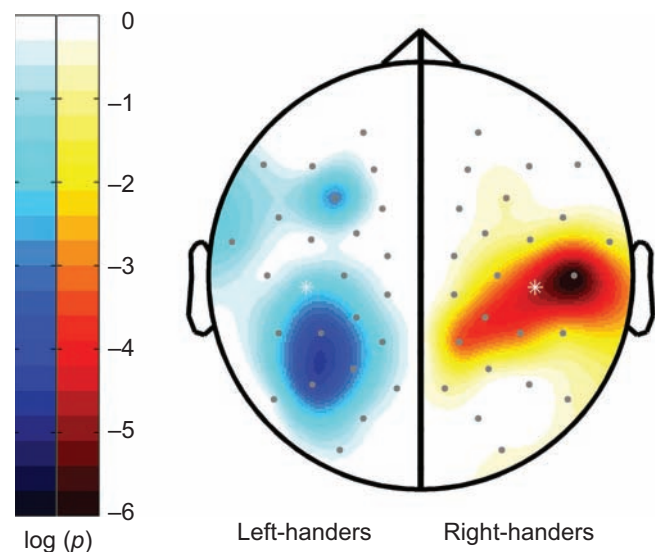 0
–1
–2
–3
–4
–5
–6
log (p)
Left-handers
Right-handers